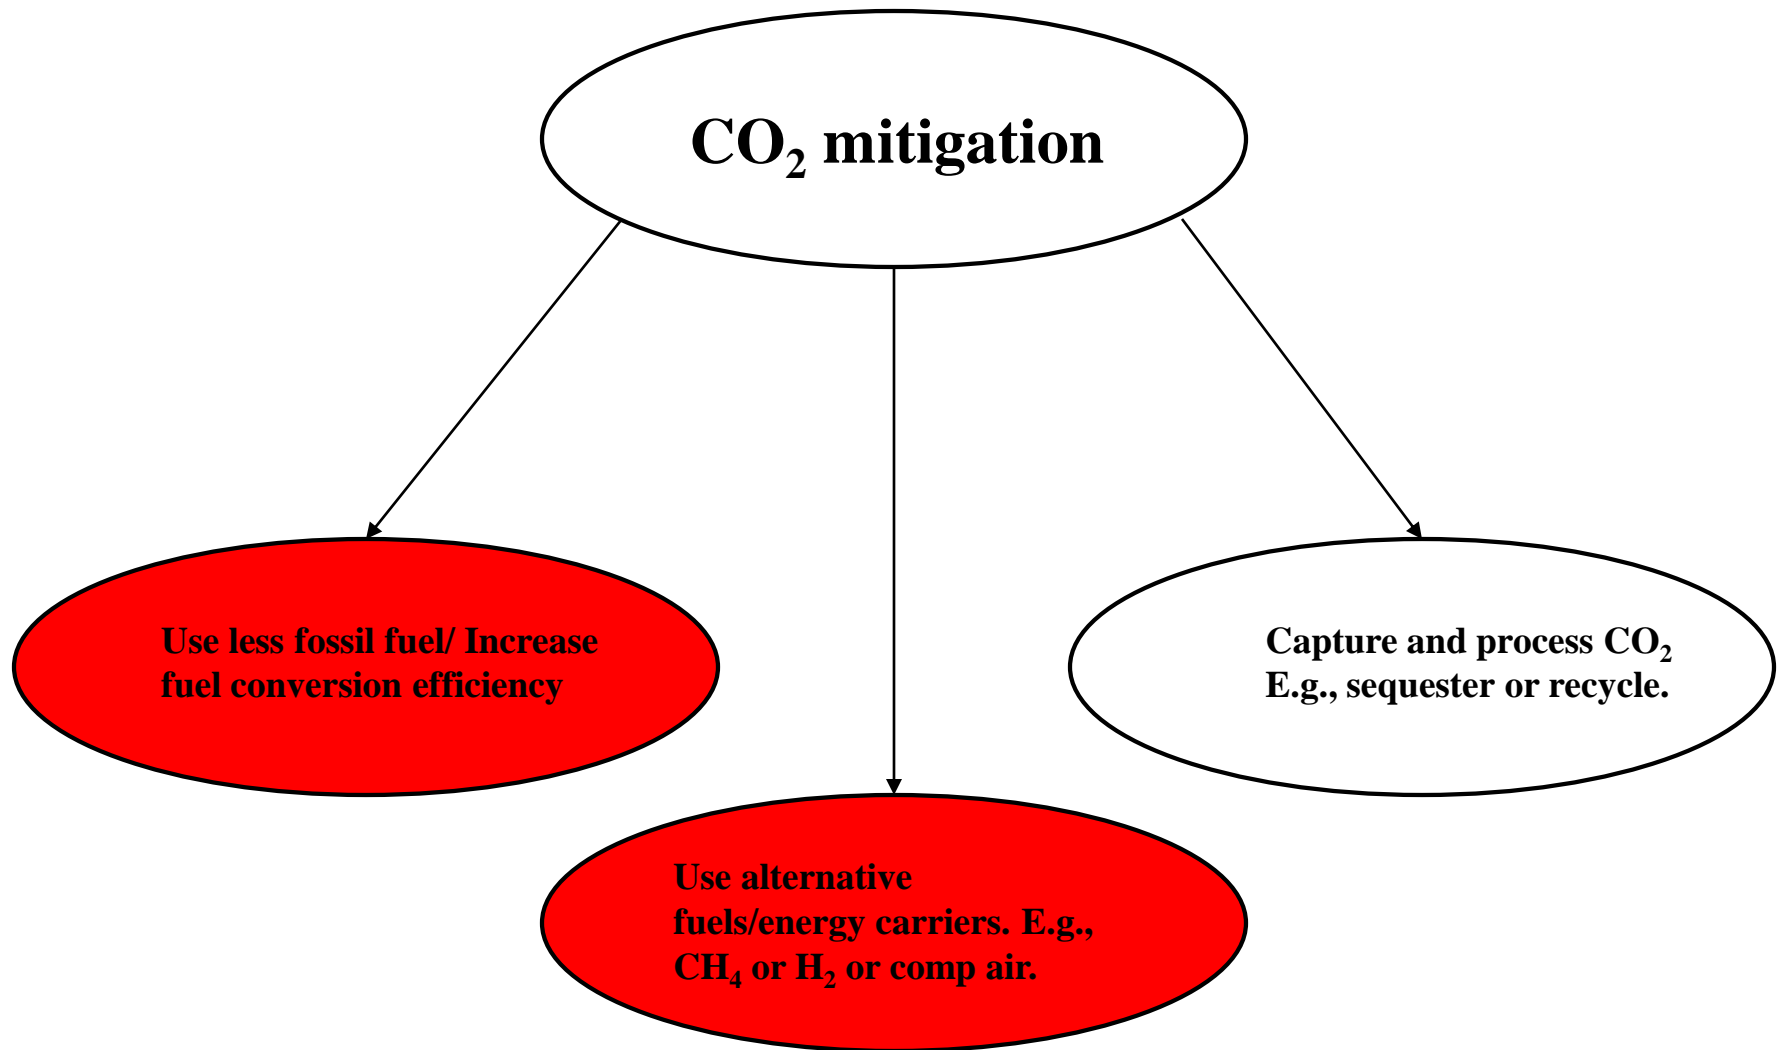 CO₂ mitigation
Use less fossil fuel/ Increase
fuel conversion efficiency
Capture and process CO₂
E.g., sequester or recycle.
Use alternative
fuels/energy carriers. E.g.,
CH₄ or H₂ or comp air.